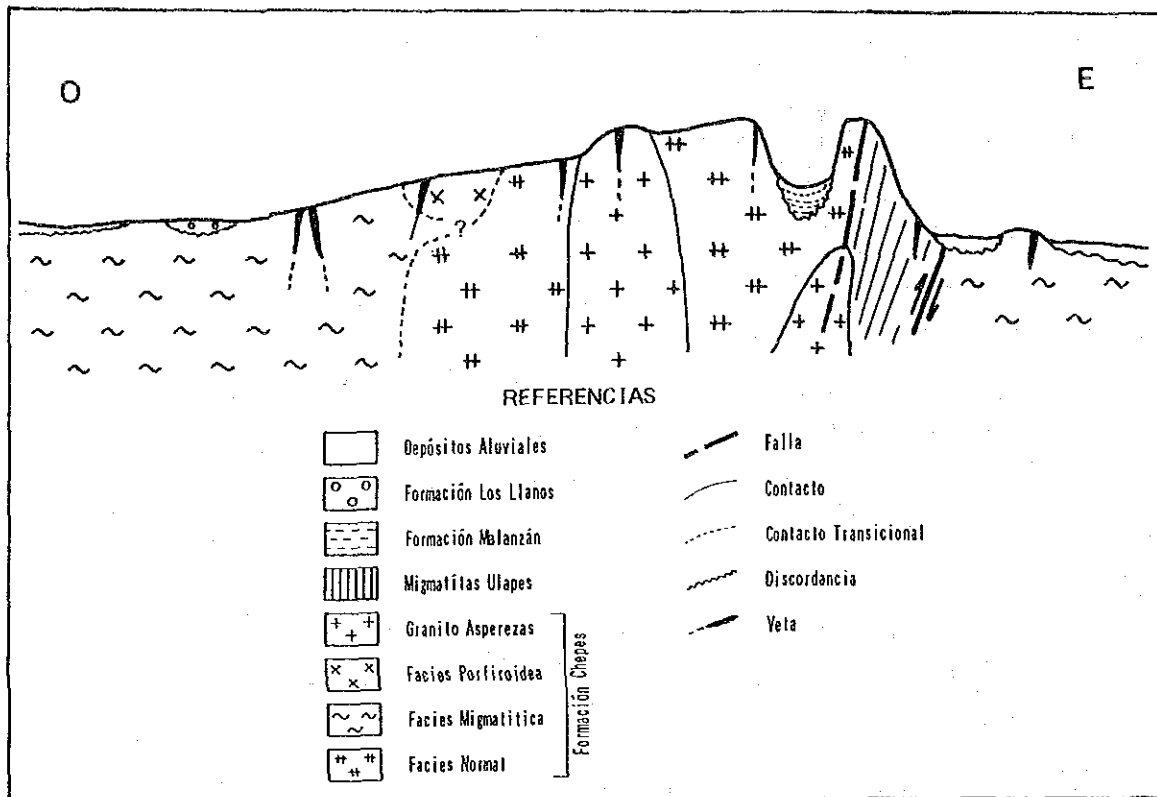 O
E
?
REFERENCIAS
Depósitos Aluviales
Formación Los Llanos
Formación Malanzán
Migmatitas Ulapes
Granito Asperezas
Facies Porfiroidea
Facies Migmatitica
Facies Normal
Formación Chepes
Falla
Contacto
Contacto Transicional
Discordancia
Veta